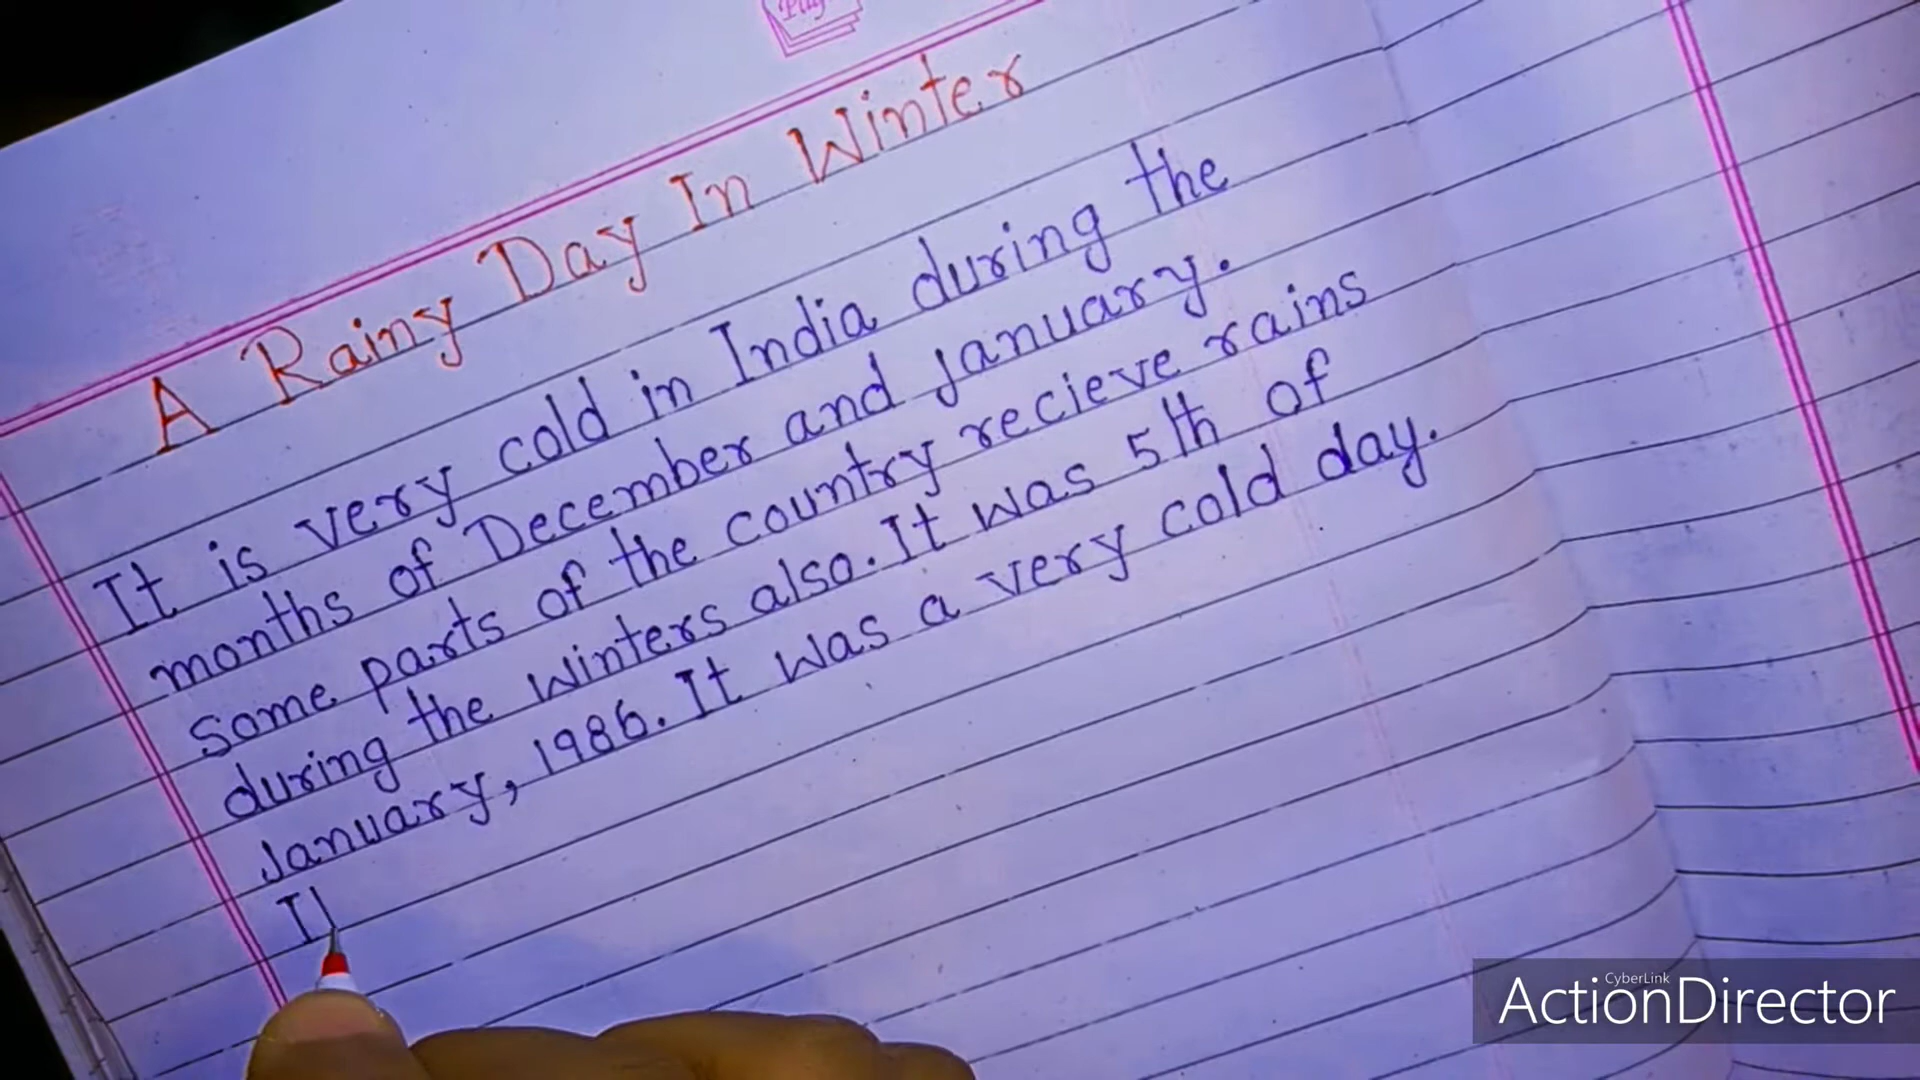 A Rainy Day In Winter
It is very cold in India during the
months of December and January.
Some parts of the country recieve rains
during the winters also. It was 5th of
January, 1986. It was a very cold day.
CyberLink
ActionDirector